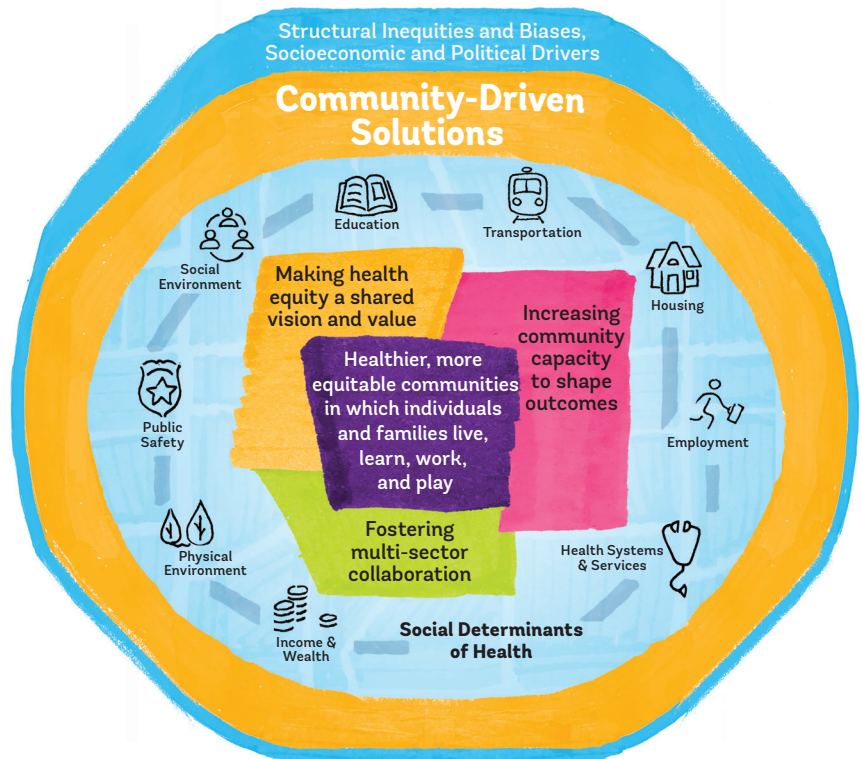 Structural Inequities and Biases,
Socioeconomic and Political Drivers
Community-Driven
Solutions
Education
Transportation
Social
Environment
Housing
Making health
equity a shared
vision and value
Increasing
community
capacity
to shape
outcomes
Healthier, more
equitable communities
in which individuals
and families live,
learn, work,
and play
Public
Safety
Employment
Fostering
multi-sector
collaboration
Physical
Environment
Health Systems
& Services
Income &
Wealth
Social Determinants
of Health